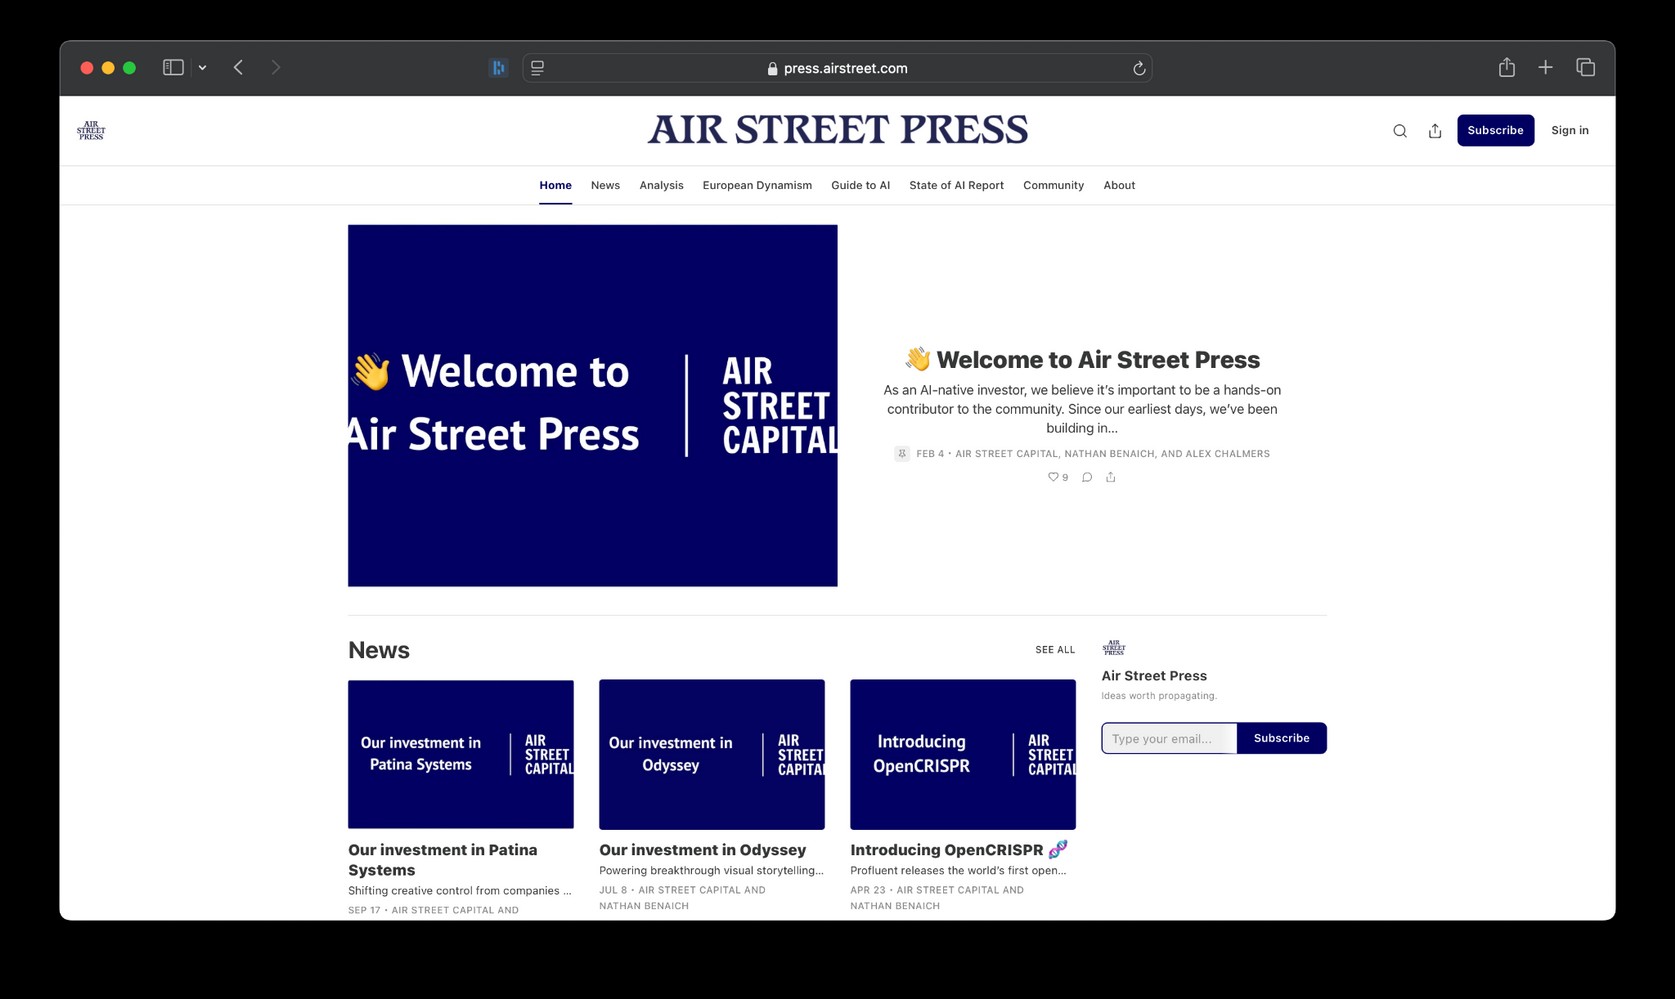 press.airstreet.com
AIR
STREET
PRESS
AIR STREET PRESS
Subscribe
Sign in
Home
News
Analysis
European Dynamism
Guide to AI
State of AI Report
Community
About
👋 Welcome to
Air Street Press
AIR
STREET
CAPITAL
👋 Welcome to Air Street Press
As an AI-native investor, we believe it’s important to be a hands-on
contributor to the community. Since our earliest days, we’ve been
building in…
FEB 4 • AIR STREET CAPITAL, NATHAN BENAICH, AND ALEX CHALMERS
9
News
SEE ALL
Our investment in
Patina Systems
AIR
STREET
CAPITAL
Our investment in Patina
Systems
Shifting creative control from companies …
SEP 17 • AIR STREET CAPITAL AND
Our investment in
Odyssey
AIR
STREET
CAPITAL
Our investment in Odyssey
Powering breakthrough visual storytelling…
JUL 8 • AIR STREET CAPITAL AND
NATHAN BENAICH
Introducing
OpenCRISPR
AIR
STREET
CAPITAL
Introducing OpenCRISPR 🧬
Profluent releases the world’s first open…
APR 23 • AIR STREET CAPITAL AND
NATHAN BENAICH
AIR
STREET
PRESS
Air Street Press
Ideas worth propagating.
Type your email...
Subscribe